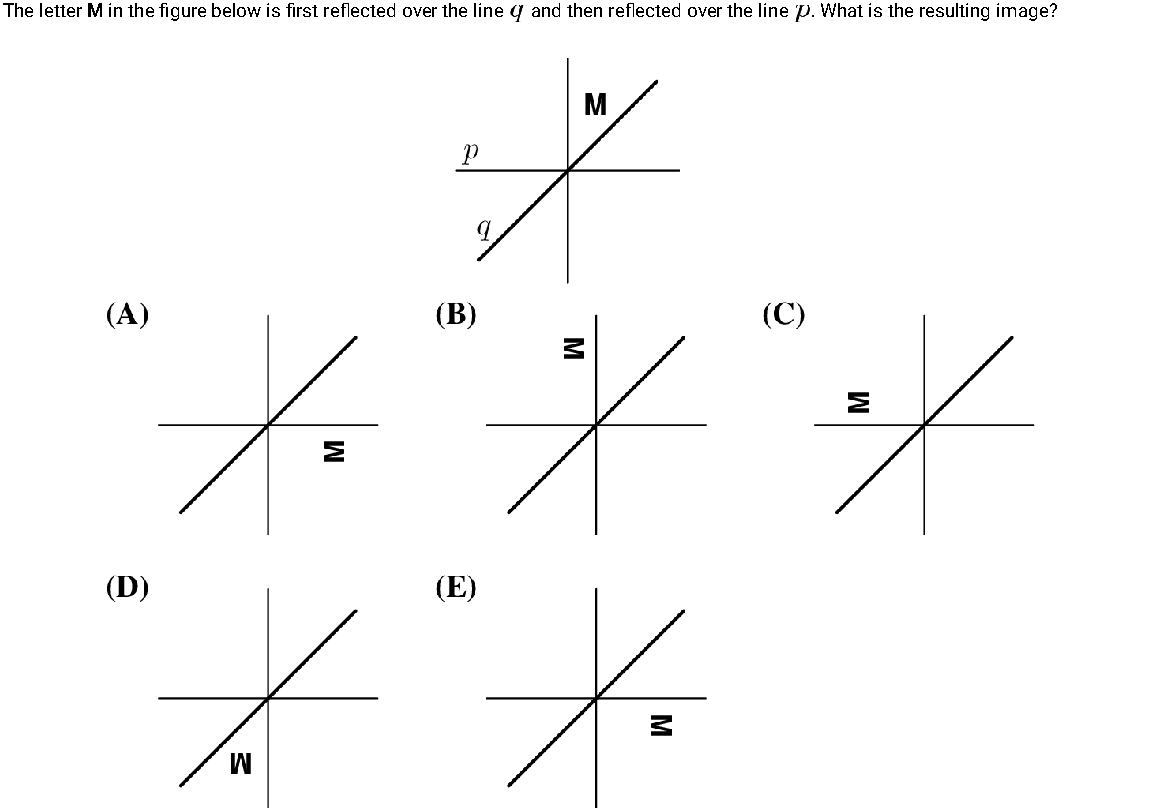 The letter M in the figure below is first reflected over the line q and then reflected over the line p. What is the resulting image?
M
p
q
(A) (B) (C)
M
M
M
(D) (E)
M
M